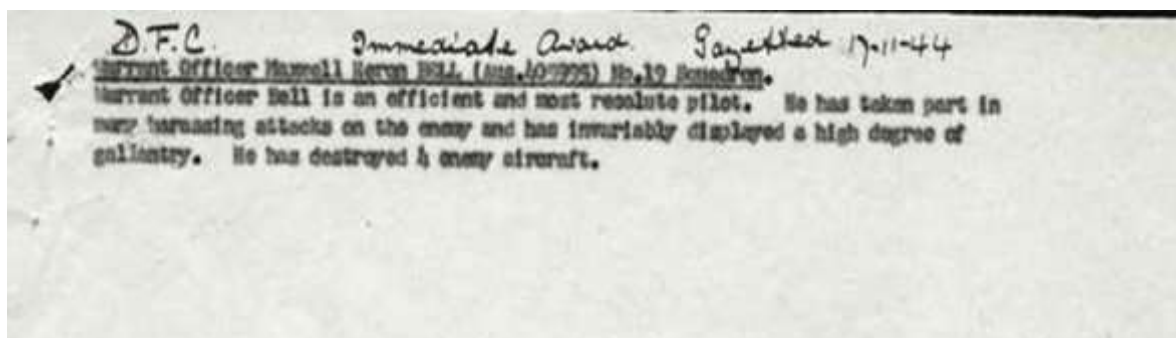 D.F.C. Immediate Award. Gazetted 17-11-44
Warrant Officer Maxwell Heron BELL (Aus.409995) No.19 Squadron.
Warrant Officer Bell is an efficient and most resolute pilot. He has taken part in
many harassing attacks on the enemy and has invariably displayed a high degree of
gallantry. He has destroyed 4 enemy aircraft.